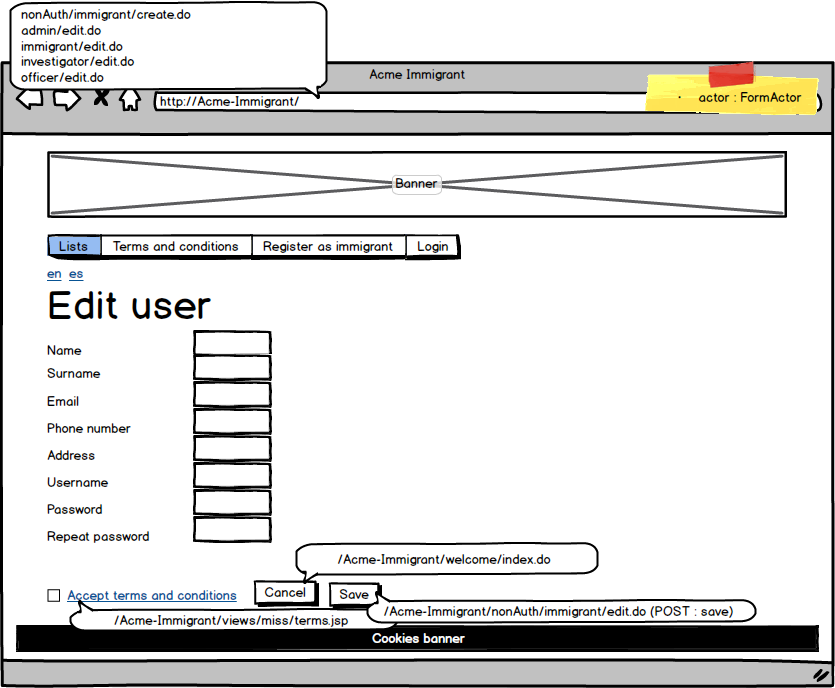 nonAuth/immigrant/create.do
admin/edit.do
immigrant/edit.do
investigator/edit.do
officer/edit.do
Acme Immigrant
http://Acme-Immigrant/
· actor : FormActor
Banner
Lists Terms and conditions Register as immigrant Login
en es
Edit user
Name
Surname
Email
Phone number
Address
Username
Password
Repeat password
/Acme-Immigrant/welcome/index.do
Accept terms and conditions Cancel Save
/Acme-Immigrant/nonAuth/immigrant/edit.do (POST : save)
/Acme-Immigrant/views/miss/terms.jsp
Cookies banner